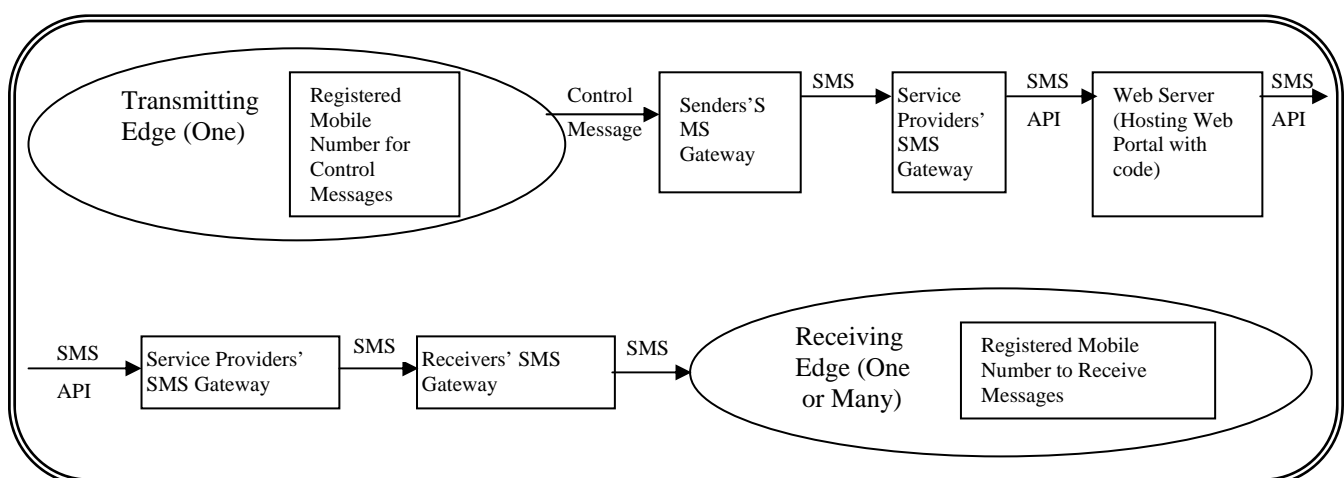 Transmitting
Edge (One)
Registered
Mobile
Number for
Control
Messages
Control
Message
Senders'S
MS
Gateway
SMS
Service
Providers'
SMS
Gateway
SMS
API
Web Server
(Hosting Web
Portal with
code)
SMS
API
SMS
API
Service Providers'
SMS Gateway
SMS
Receivers' SMS
Gateway
SMS
Receiving
Edge (One
or Many)
Registered Mobile
Number to Receive
Messages